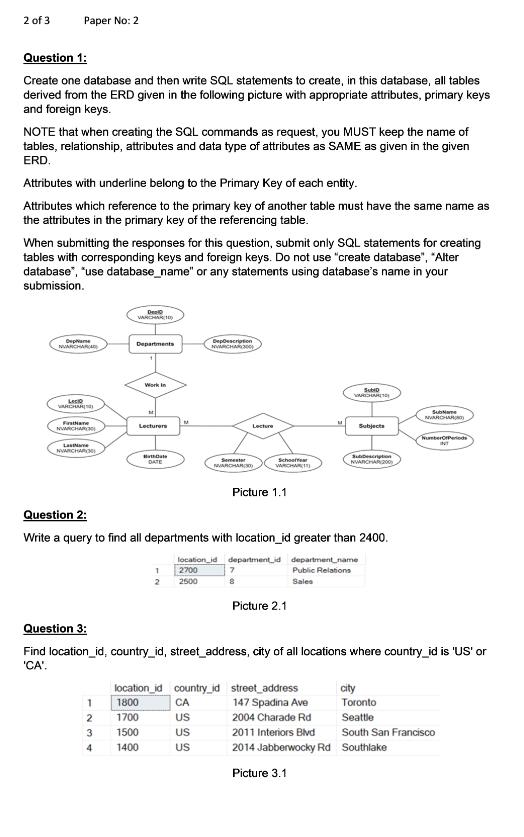 2 of 3 Paper No: 2
Question 1:
Create one database and then write SQL statements to create, in this database, all tables
derived from the ERD given in the following picture with appropriate attributes, primary keys
and foreign keys.
NOTE that when creating the SQL commands as request, you MUST keep the name of
tables, relationship, attributes and data type of attributes as SAME as given in the given
ERD.
Attributes with underline belong to the Primary Key of each entity.
Attributes which reference to the primary key of another table must have the same name as
the attributes in the primary key of the referencing table.
When submitting the responses for this question, submit only SQL statements for creating
tables with corresponding keys and foreign keys. Do not use "create database", "Alter
database", "use database_name" or any statements using database's name in your
submission.
DepID
VARCHAR(10)
DepName
NVARCHAR(40)
Departments
DepDescription
NVARCHAR(300)
1
Work In
M
LecID
VARCHAR(10)
FirstName
NVARCHAR(30)
LastName
NVARCHAR(30)
Lecturers
BirthDate
DATE
M
Lecture
Semester
NVARCHAR(30)
SchoolYear
VARCHAR(11)
M
SubID
VARCHAR(10)
Subjects
SubName
NVARCHAR(80)
NumberOfPeriods
INT
SubDescription
NVARCHAR(200)
Picture 1.1
Question 2:
Write a query to find all departments with location_id greater than 2400.
location_id department_id department_name
1 2700 7 Public Relations
2 2500 8 Sales
Picture 2.1
Question 3:
Find location_id, country_id, street_address, city of all locations where country_id is 'US' or
'CA'.
location_id country_id street_address city
1 1800 CA 147 Spadina Ave Toronto
2 1700 US 2004 Charade Rd Seattle
3 1500 US 2011 Interiors Blvd South San Francisco
4 1400 US 2014 Jabberwocky Rd Southlake
Picture 3.1